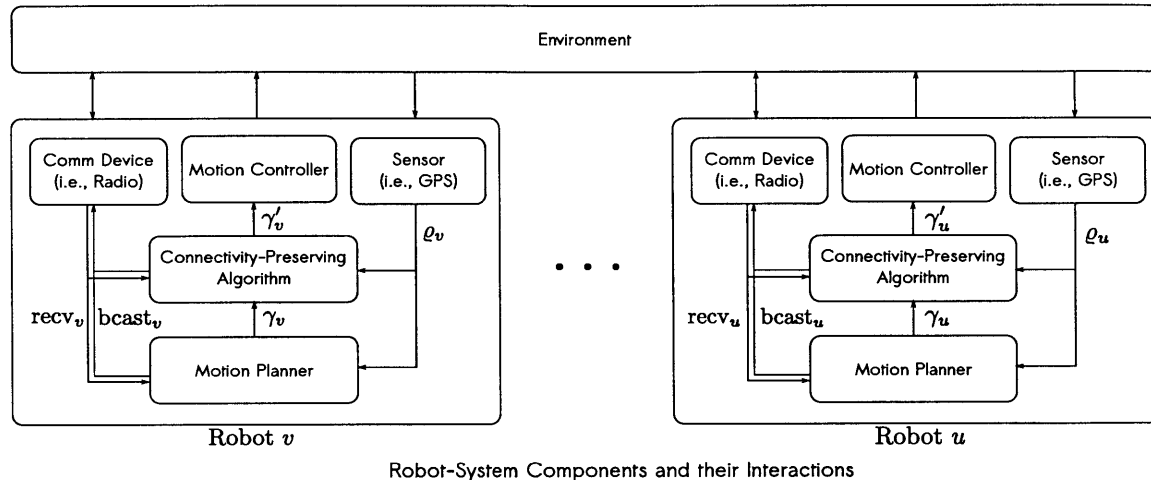 Environment
Comm Device
(i.e., Radio)
Motion Controller
Sensor
(i.e., GPS)
γ′ᵥ
ϱᵥ
Connectivity-Preserving
Algorithm
recvᵥ
bcastᵥ
γᵥ
Motion Planner
Robot v
• • •
Comm Device
(i.e., Radio)
Motion Controller
Sensor
(i.e., GPS)
γ′ᵤ
ϱᵤ
Connectivity-Preserving
Algorithm
recvᵤ
bcastᵤ
γᵤ
Motion Planner
Robot u
Robot-System Components and their Interactions